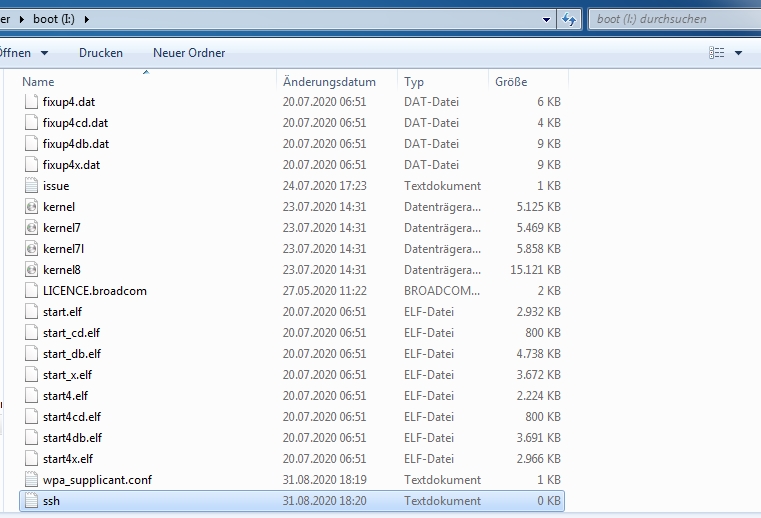 er ▸ boot (I:) ▸ boot (I:) durchsuchen
Öffnen Drucken Neuer Ordner
Name Änderungsdatum Typ Größe
fixup4.dat 20.07.2020 06:51 DAT-Datei 6 KB
fixup4cd.dat 20.07.2020 06:51 DAT-Datei 4 KB
fixup4db.dat 20.07.2020 06:51 DAT-Datei 9 KB
fixup4x.dat 20.07.2020 06:51 DAT-Datei 9 KB
issue 24.07.2020 17:23 Textdokument 1 KB
kernel 23.07.2020 14:31 Datenträgera... 5.125 KB
kernel7 23.07.2020 14:31 Datenträgera... 5.469 KB
kernel7l 23.07.2020 14:31 Datenträgera... 5.858 KB
kernel8 23.07.2020 14:31 Datenträgera... 15.121 KB
LICENCE.broadcom 27.05.2020 11:22 BROADCOM... 2 KB
start.elf 20.07.2020 06:51 ELF-Datei 2.932 KB
start_cd.elf 20.07.2020 06:51 ELF-Datei 800 KB
start_db.elf 20.07.2020 06:51 ELF-Datei 4.738 KB
start_x.elf 20.07.2020 06:51 ELF-Datei 3.672 KB
start4.elf 20.07.2020 06:51 ELF-Datei 2.224 KB
start4cd.elf 20.07.2020 06:51 ELF-Datei 800 KB
start4db.elf 20.07.2020 06:51 ELF-Datei 3.691 KB
start4x.elf 20.07.2020 06:51 ELF-Datei 2.966 KB
wpa_supplicant.conf 31.08.2020 18:19 Textdokument 1 KB
ssh 31.08.2020 18:20 Textdokument 0 KB